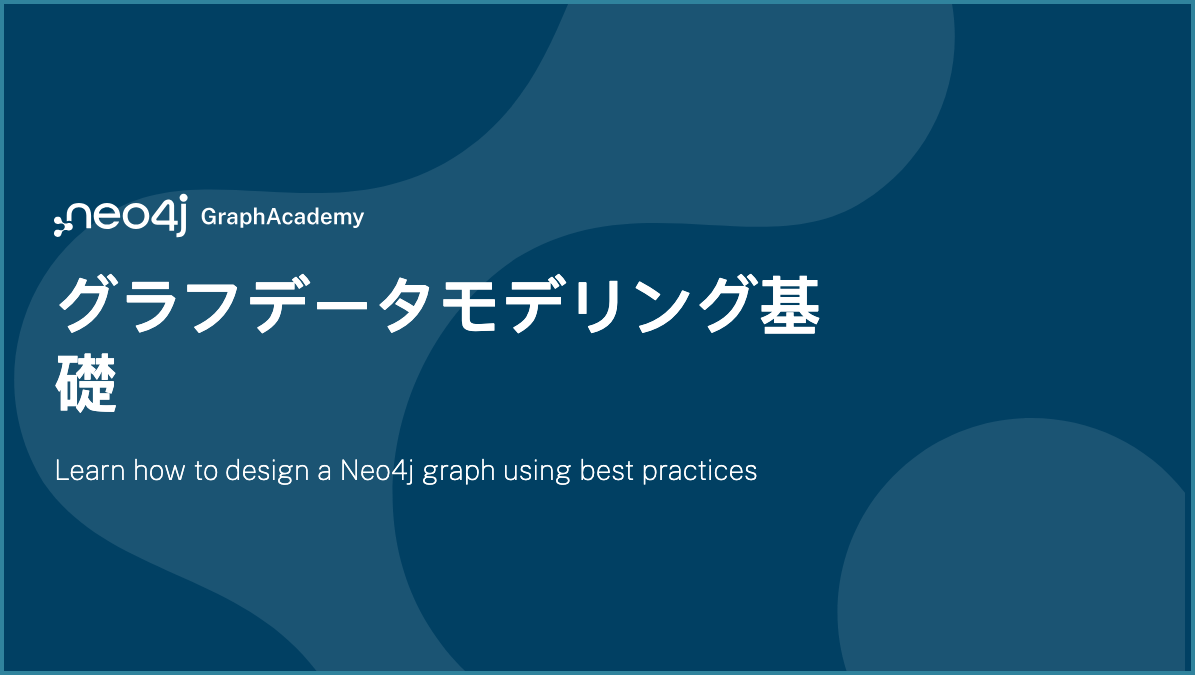 neo4j GraphAcademy
グラフデータモデリング基
礎
Learn how to design a Neo4j graph using best practices